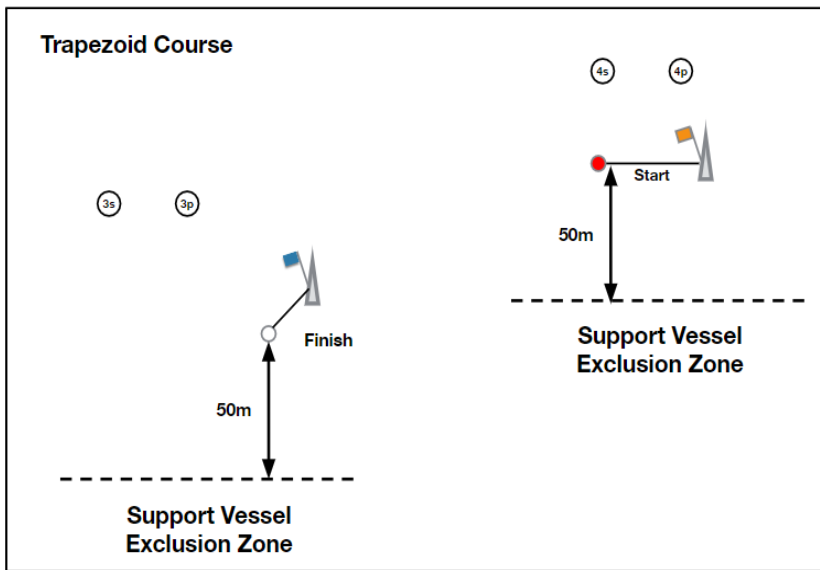 Trapezoid Course
4s
4p
Start
50m
Support Vessel
Exclusion Zone
3s
3p
Finish
50m
Support Vessel
Exclusion Zone